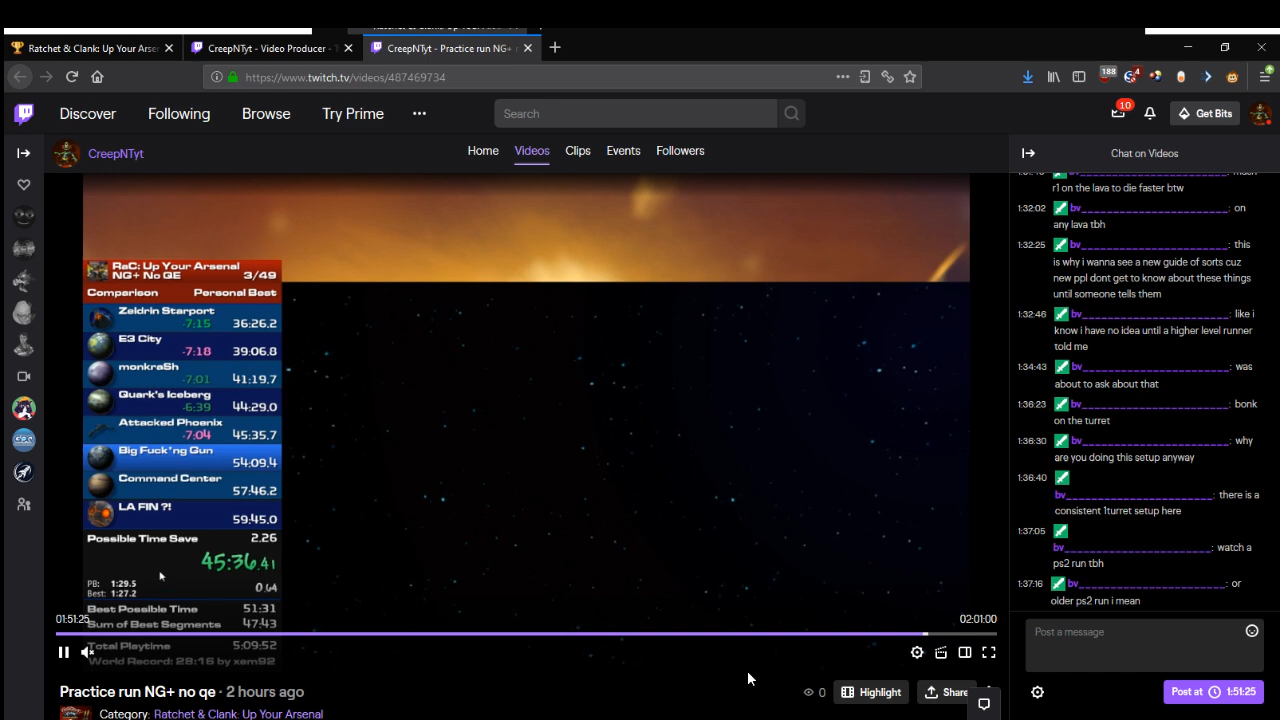 Ratchet & Clank: Up Your Arse
CreepNTyt - Video Producer - T
CreepNTyt - Practice run NG+
https://www.twitch.tv/videos/487469734
188
4
Discover
Following
Browse
Try Prime
Search
10
Get Bits
CreepNTyt
Home
Videos
Clips
Events
Followers
Chat on Videos
RaC: Up Your Arsenal
NG+ No QE 3/49
Comparison Personal Best
Zeldrin Starport
-7:15 36:26.2
E3 City
-7:18 39:06.8
monkraSh
-7:01 41:19.7
Quark's Iceberg
-6:39 44:29.0
Attacked Phoenix
-7:04 45:35.7
Big Fuck*ng Gun
54:09.4
Command Center
57:46.2
LA FIN ?!
59:45.0
Possible Time Save 2.26
45:36.41
PB: 1:29.5
Best: 1:27.2
0.64
Best Possible Time 51:31
Sum of Best Segments 47:43
Total Playtime 5:09:52
World Record: 28:16 by xem92
01:51:25
02:01:00
Practice run NG+ no qe · 2 hours ago
0
Highlight
Share
Category: Ratchet & Clank: Up Your Arsenal
r1 on the lava to die faster btw
1:32:02 bv____________________________: on
any lava tbh
1:32:25 bv____________________________: this
is why i wanna see a new guide of sorts cuz
new ppl dont get to know about these things
until someone tells them
1:32:46 bv____________________________: like i
know i have no idea until a higher level runner
told me
1:34:43 bv____________________________: was
about to ask about that
1:36:23 bv____________________________: bonk
on the turret
1:36:30 bv____________________________: why
are you doing this setup anyway
1:36:40
bv____________________________: there is a
consistent 1turret setup here
1:37:05
bv____________________________: watch a
ps2 run tbh
1:37:16 bv____________________________: or
older ps2 run i mean
Post a message
Post at 1:51:25